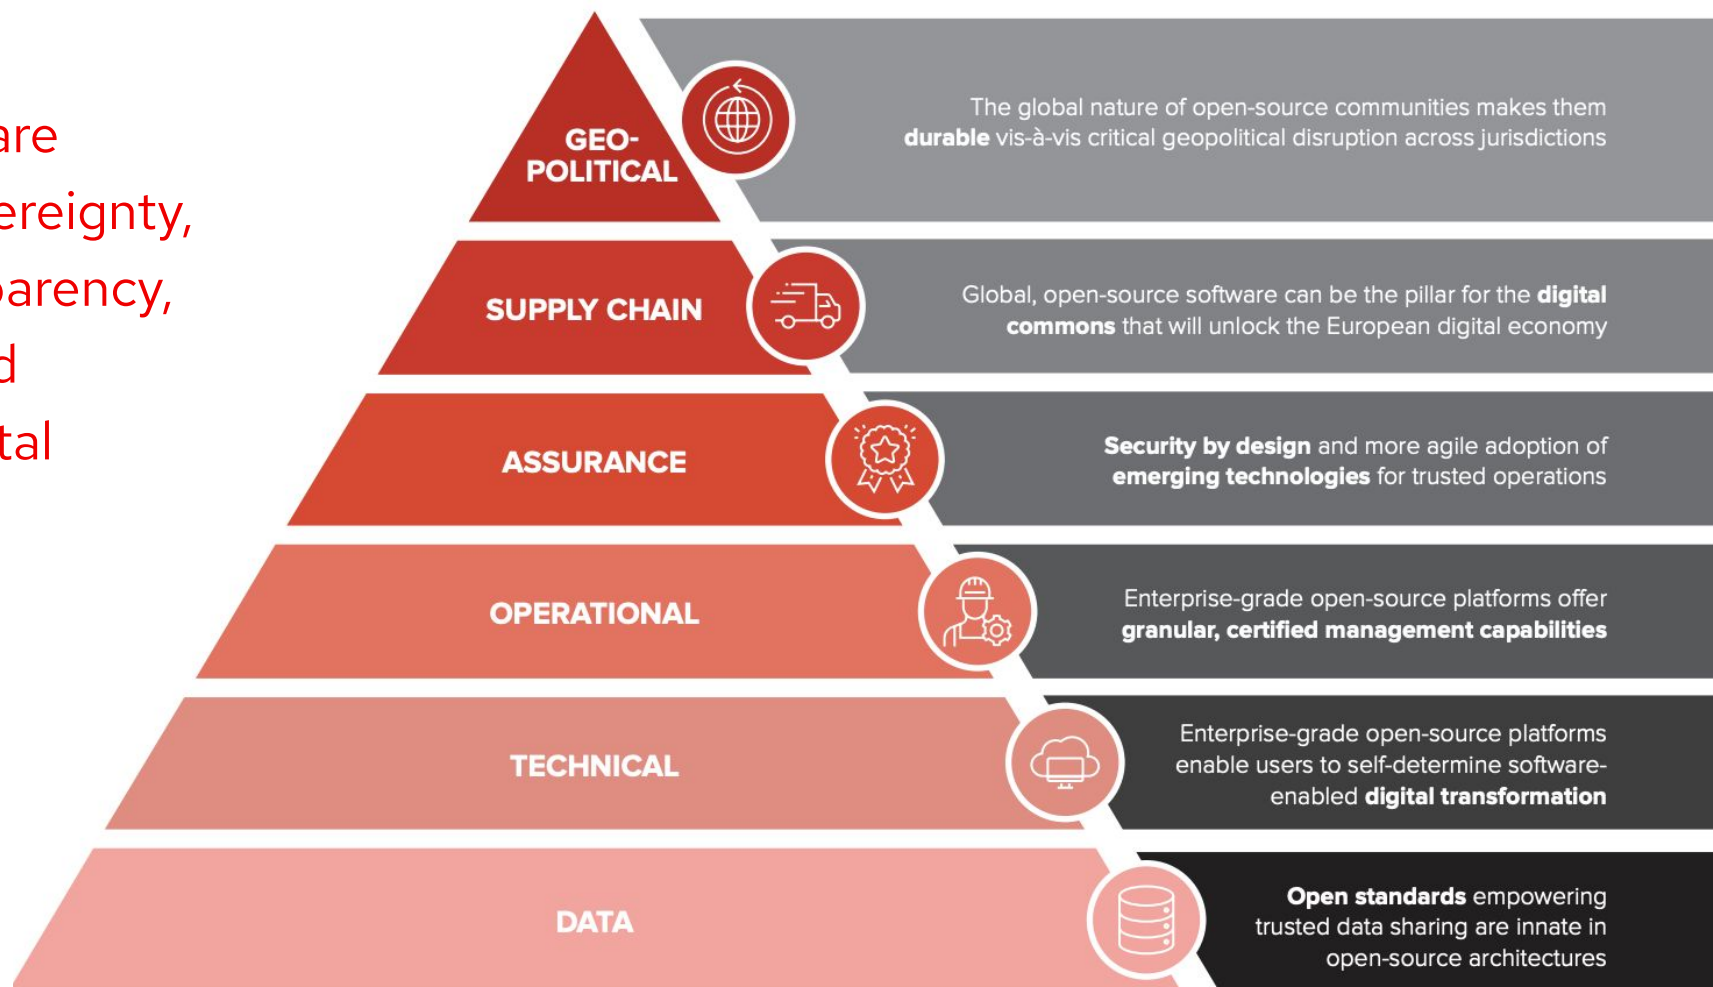 are
ereignty,
parency,
d
tal
GEO-
POLITICAL
The global nature of open-source communities makes them
durable vis-à-vis critical geopolitical disruption across jurisdictions
SUPPLY CHAIN
Global, open-source software can be the pillar for the digital
commons that will unlock the European digital economy
ASSURANCE
Security by design and more agile adoption of
emerging technologies for trusted operations
OPERATIONAL
Enterprise-grade open-source platforms offer
granular, certified management capabilities
TECHNICAL
Enterprise-grade open-source platforms
enable users to self-determine software-
enabled digital transformation
DATA
Open standards empowering
trusted data sharing are innate in
open-source architectures